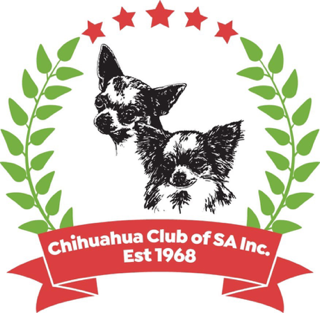 Chihuahua Club of SA Inc.
Est 1968